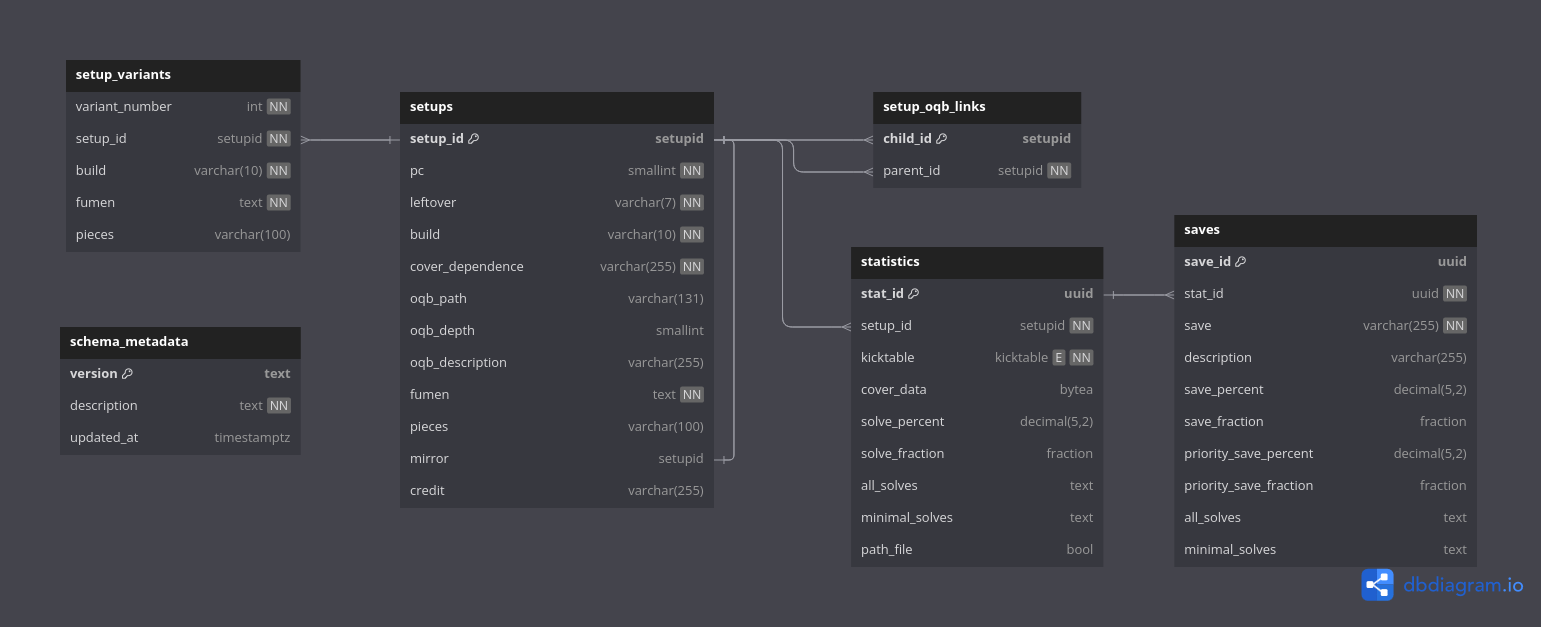 setup_variants
variant_number int NN
setup_id setupid NN
build varchar(10) NN
fumen text NN
pieces varchar(100)
schema_metadata
version text
description text NN
updated_at timestamptz
setups
setup_id setupid
pc smallint NN
leftover varchar(7) NN
build varchar(10) NN
cover_dependence varchar(255) NN
oqb_path varchar(131)
oqb_depth smallint
oqb_description varchar(255)
fumen text NN
pieces varchar(100)
mirror setupid
credit varchar(255)
setup_oqb_links
child_id setupid
parent_id setupid NN
statistics
stat_id uuid
setup_id setupid NN
kicktable kicktable E NN
cover_data bytea
solve_percent decimal(5,2)
solve_fraction fraction
all_solves text
minimal_solves text
path_file bool
saves
save_id uuid
stat_id uuid NN
save varchar(255) NN
description varchar(255)
save_percent decimal(5,2)
save_fraction fraction
priority_save_percent decimal(5,2)
priority_save_fraction fraction
all_solves text
minimal_solves text
dbdiagram.io